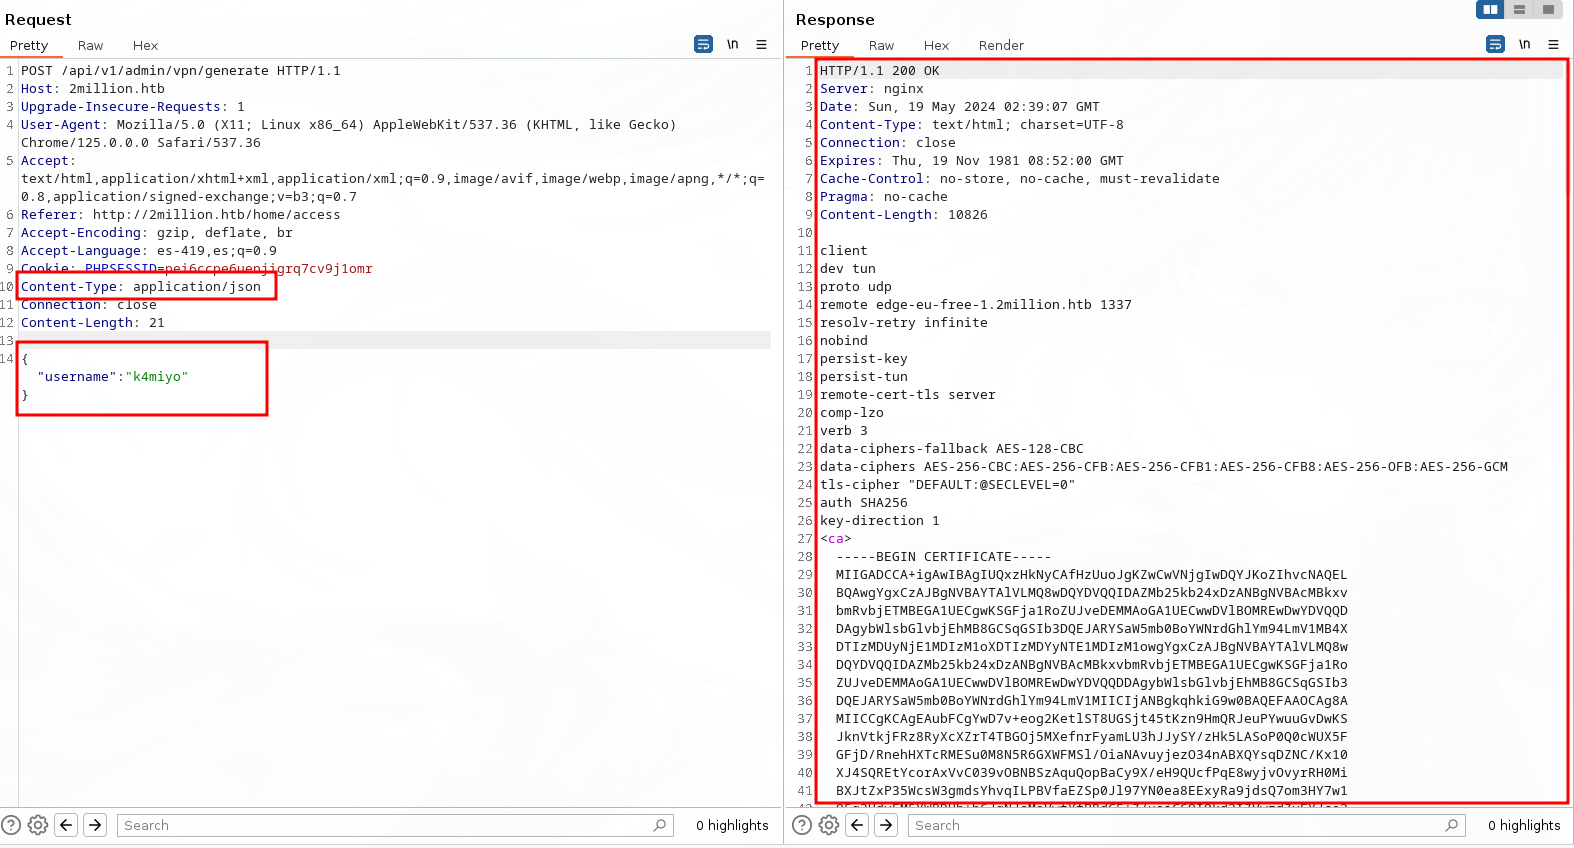 Request
Pretty Raw Hex \n
1 POST /api/v1/admin/vpn/generate HTTP/1.1
2 Host: 2million.htb
3 Upgrade-Insecure-Requests: 1
4 User-Agent: Mozilla/5.0 (X11; Linux x86_64) AppleWebKit/537.36 (KHTML, like Gecko)
Chrome/125.0.0.0 Safari/537.36
5 Accept:
text/html,application/xhtml+xml,application/xml;q=0.9,image/avif,image/webp,image/apng,*/*;q=
0.8,application/signed-exchange;v=b3;q=0.7
6 Referer: http://2million.htb/home/access
7 Accept-Encoding: gzip, deflate, br
8 Accept-Language: es-419,es;q=0.9
9 Cookie: PHPSESSID=pei6ccpe6uenjigrq7cv9j1omr
10 Content-Type: application/json
11 Connection: close
12 Content-Length: 21
13
14 {
"username":"k4miyo"
}
Search 0 highlights
Response
Pretty Raw Hex Render \n
1 HTTP/1.1 200 OK
2 Server: nginx
3 Date: Sun, 19 May 2024 02:39:07 GMT
4 Content-Type: text/html; charset=UTF-8
5 Connection: close
6 Expires: Thu, 19 Nov 1981 08:52:00 GMT
7 Cache-Control: no-store, no-cache, must-revalidate
8 Pragma: no-cache
9 Content-Length: 10826
10
11 client
12 dev tun
13 proto udp
14 remote edge-eu-free-1.2million.htb 1337
15 resolv-retry infinite
16 nobind
17 persist-key
18 persist-tun
19 remote-cert-tls server
20 comp-lzo
21 verb 3
22 data-ciphers-fallback AES-128-CBC
23 data-ciphers AES-256-CBC:AES-256-CFB:AES-256-CFB1:AES-256-CFB8:AES-256-OFB:AES-256-GCM
24 tls-cipher "DEFAULT:@SECLEVEL=0"
25 auth SHA256
26 key-direction 1
27 <ca>
28 -----BEGIN CERTIFICATE-----
29 MIIGADCCA+igAwIBAgIUQxzHkNyCAfHzUuoJgKZwCwVNjgIwDQYJKoZIhvcNAQEL
30 BQAwgYgxCzAJBgNVBAYTAlVLMQ8wDQYDVQQIDAZMb25kb24xDzANBgNVBAcMBkxv
31 bmRvbjETMBEGA1UECgwKSGFja1RoZUJveDEMMAoGA1UECwwDVlBOMREwDwYDVQQD
32 DAgybWlsbGlvbjEhMB8GCSqGSIb3DQEJARYSaW5mb0BoYWNrdGhlYm94LmV1MB4X
33 DTIzMDUyNjE1MDIzM1oXDTIzMDYyNTE1MDIzM1owgYgxCzAJBgNVBAYTAlVLMQ8w
34 DQYDVQQIDAZMb25kb24xDzANBgNVBAcMBkxvbmRvbjETMBEGA1UECgwKSGFja1Ro
35 ZUJveDEMMAoGA1UECwwDVlBOMREwDwYDVQQDDAgybWlsbGlvbjEhMB8GCSqGSIb3
36 DQEJARYSaW5mb0BoYWNrdGhlYm94LmV1MIICIjANBgkqhkiG9w0BAQEFAAOCAg8A
37 MIICCgKCAgEAubFCgYwD7v+eog2KetlST8UGSjt45tKzn9HmQRJeuPYwuuGvDwKS
38 JknVtkjFRz8RyXcXZrT4TBGOj5MXefnrFyamLU3hJJySY/zHk5LASoP0Q0cWUX5F
39 GFjD/RnehHXTcRMESu0M8N5R6GXWFMSl/OiaNAvuyjezO34nABXQYsqDZNC/Kx10
40 XJ4SQREtYcorAxVvC039vOBNBSzAquQopBaCy9X/eH9QUcfPqE8wyjvOvyrRH0Mi
41 BXJtZxP35WcsW3gmdsYhvqILPBVfaEZSp0Jl97YN0ea8EExyRa9jdsQ7om3HY7w1
Search 0 highlights